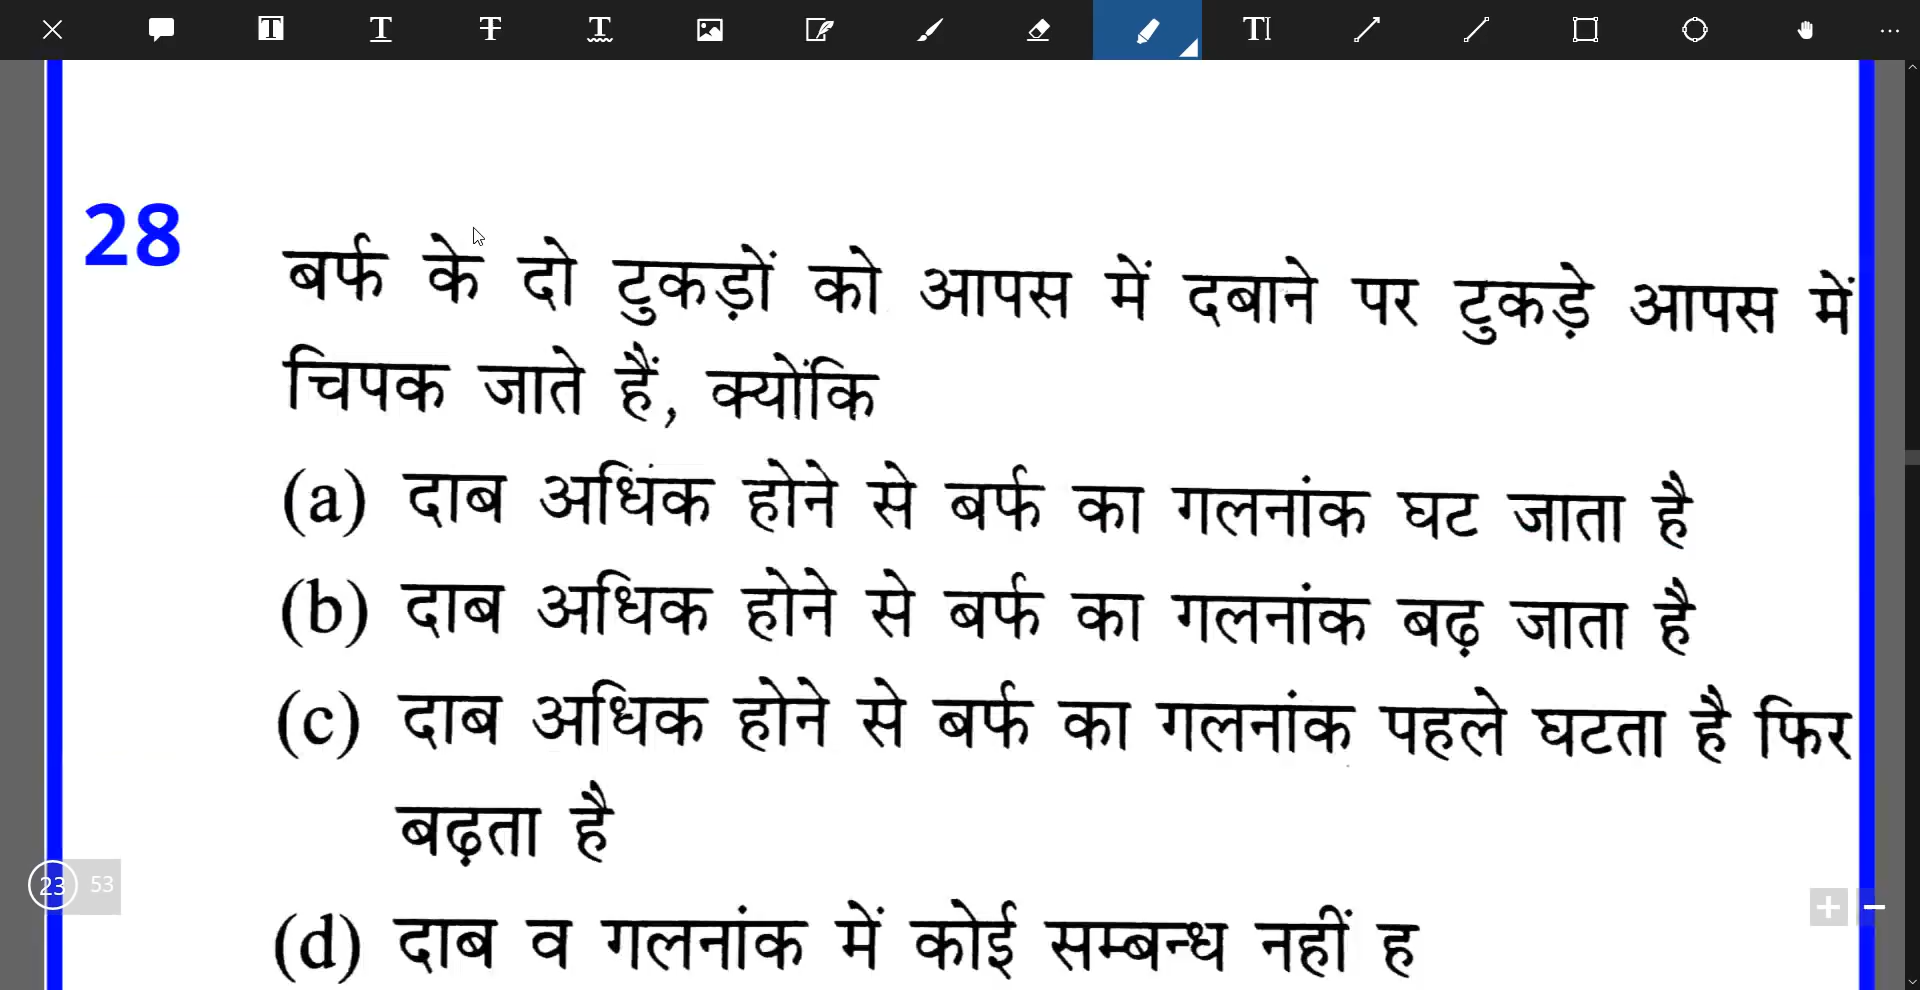 28
बर्फ के दो टुकड़ों को आपस में दबाने पर टुकड़े आपस में
चिपक जाते हैं, क्योंकि
(a) दाब अधिक होने से बर्फ का गलनांक घट जाता है
(b) दाब अधिक होने से बर्फ का गलनांक बढ़ जाता है
(c) दाब अधिक होने से बर्फ का गलनांक पहले घटता है फिर
बढ़ता है
(d) दाब व गलनांक में कोई सम्बन्ध नहीं ह
23 53